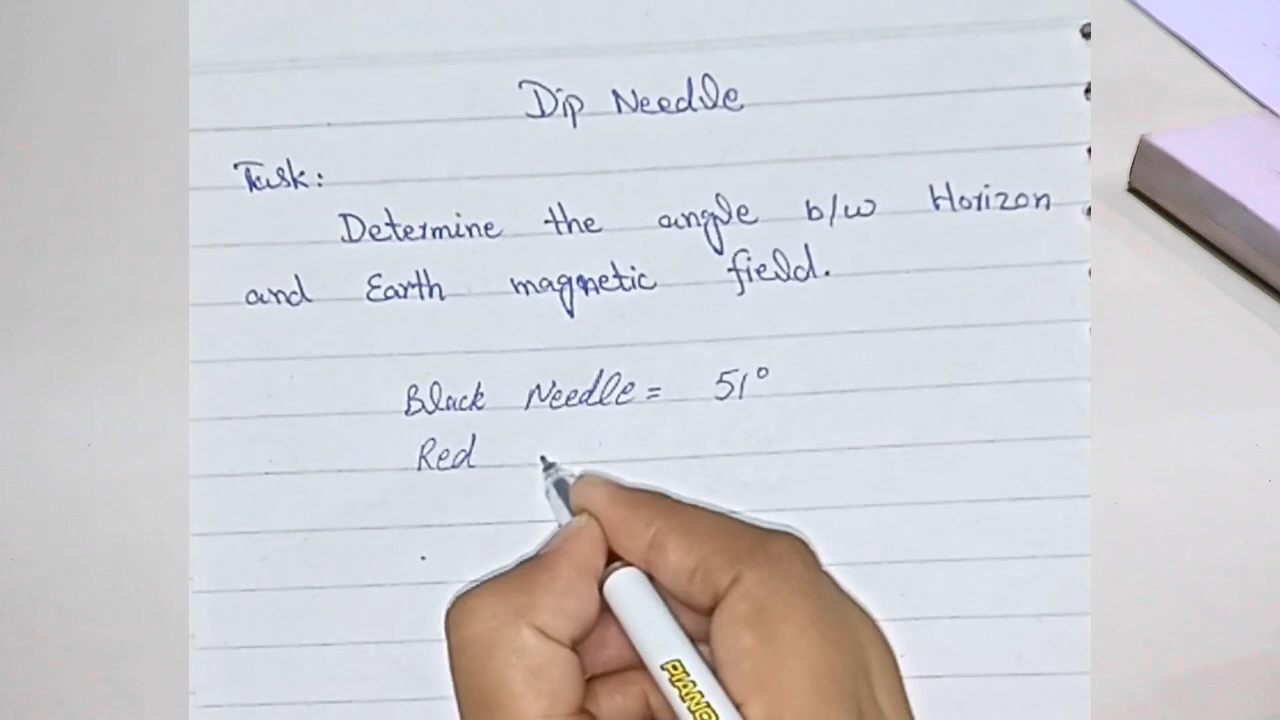 Dip Needle
Task:
Determine the angle b/w Horizon
and Earth magnetic field.
Black Needle = 51°
Red
PIANO